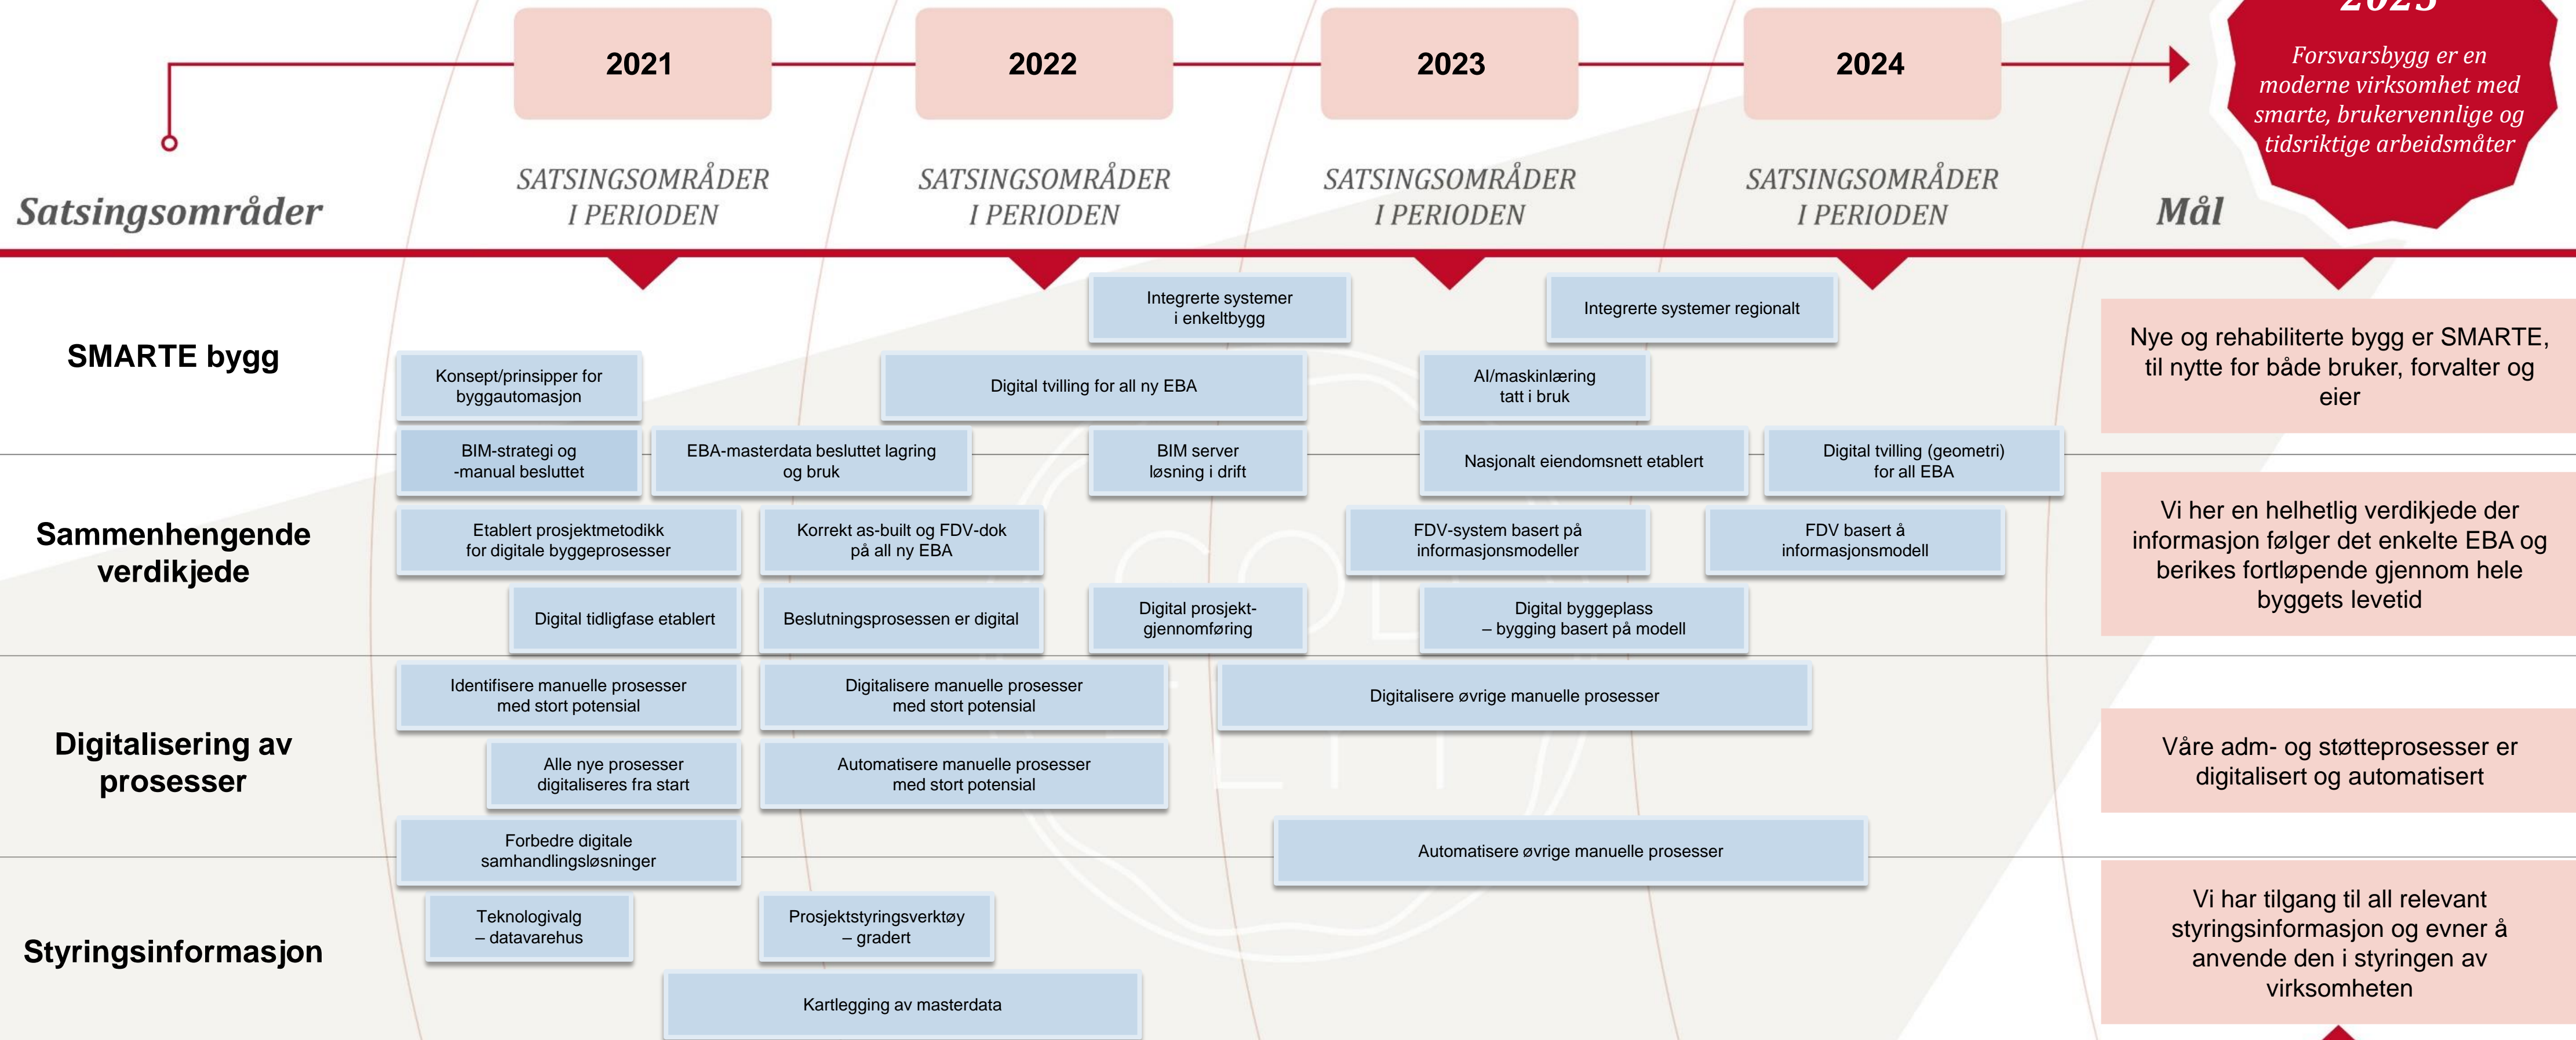 2021
2022
2023
2024
2025
Forsvarsbygg er en
moderne virksomhet med
smarte, brukervennlige og
tidsriktige arbeidsmåter
Satsingsområder
SATSINGSOMRÅDER
I PERIODEN
SATSINGSOMRÅDER
I PERIODEN
SATSINGSOMRÅDER
I PERIODEN
SATSINGSOMRÅDER
I PERIODEN
Mål
SMARTE bygg
Integrerte systemer
i enkeltbygg
Integrerte systemer regionalt
Konsept/prinsipper for
byggautomasjon
Digital tvilling for all ny EBA
AI/maskinlæring
tatt i bruk
Nye og rehabiliterte bygg er SMARTE,
til nytte for både bruker, forvalter og
eier
BIM-strategi og
-manual besluttet
EBA-masterdata besluttet lagring
og bruk
BIM server
løsning i drift
Nasjonalt eiendomsnett etablert
Digital tvilling (geometri)
for all EBA
Sammenhengende
verdikjede
Etablert prosjektmetodikk
for digitale byggeprosesser
Korrekt as-built og FDV-dok
på all ny EBA
FDV-system basert på
informasjonsmodeller
FDV basert å
informasjonsmodell
Digital tidligfase etablert
Beslutningsprosessen er digital
Digital prosjekt-
gjennomføring
Digital byggeplass
– bygging basert på modell
Vi her en helhetlig verdikjede der
informasjon følger det enkelte EBA og
berikes fortløpende gjennom hele
byggets levetid
Digitalisering av
prosesser
Identifisere manuelle prosesser
med stort potensial
Digitalisere manuelle prosesser
med stort potensial
Digitalisere øvrige manuelle prosesser
Alle nye prosesser
digitaliseres fra start
Automatisere manuelle prosesser
med stort potensial
Våre adm- og støtteprosesser er
digitalisert og automatisert
Forbedre digitale
samhandlingsløsninger
Automatisere øvrige manuelle prosesser
Styringsinformasjon
Teknologivalg
– datavarehus
Prosjektstyringsverktøy
– gradert
Kartlegging av masterdata
Vi har tilgang til all relevant
styringsinformasjon og evner å
anvende den i styringen av
virksomheten